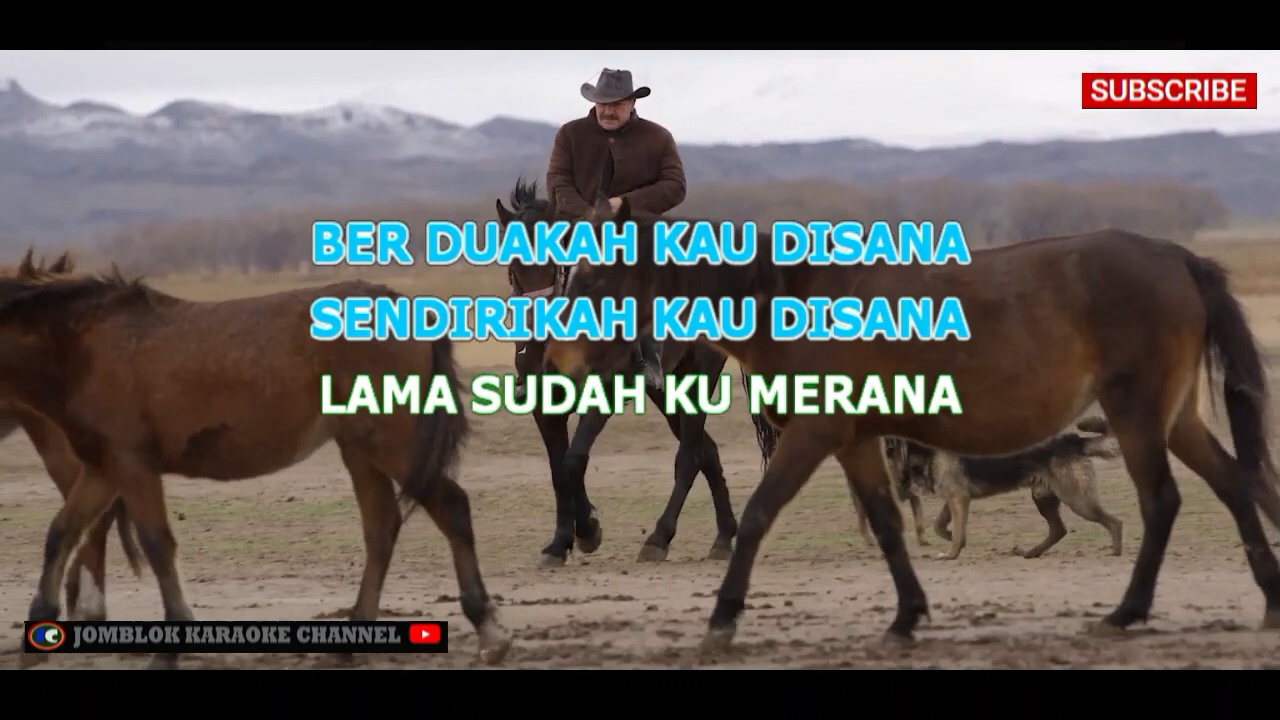 SUBSCRIBE
BER DUAKAH KAU DISANA
SENDIRIKAH KAU DISANA
LAMA SUDAH KU MERANA
JOMBLOK KARAOKE CHANNEL